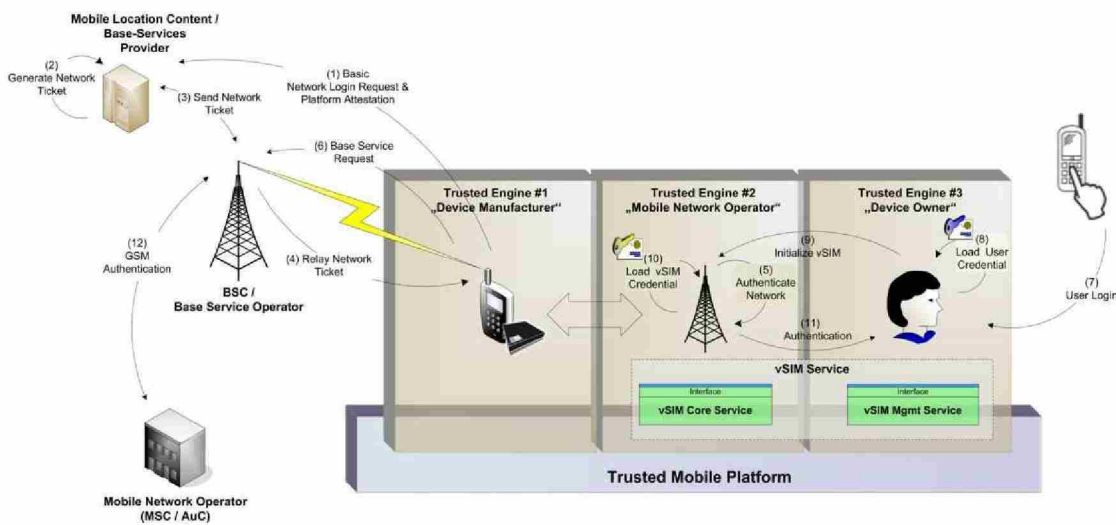 Mobile Location Content /
Base-Services
Provider
(2)
Generate Network
Ticket
(1) Basic
Network Login Request &
Platform Attestation
(3) Send Network
Ticket
(6) Base Service
Request
(12)
GSM
Authentication
(4) Relay Network
Ticket
BSC /
Base Service Operator
Mobile Network Operator
(MSC / AuC)
Trusted Engine #1
„Device Manufacturer“
Trusted Engine #2
„Mobile Network Operator“
Trusted Engine #3
„Device Owner“
(9)
Initialize vSIM
(8)
Load User
Credential
(10)
Load vSIM
Credential
(5)
Authenticate
Network
(7)
User Login
(11)
Authentication
vSIM Service
Interface
vSIM Core Service
Interface
vSIM Mgmt Service
Trusted Mobile Platform